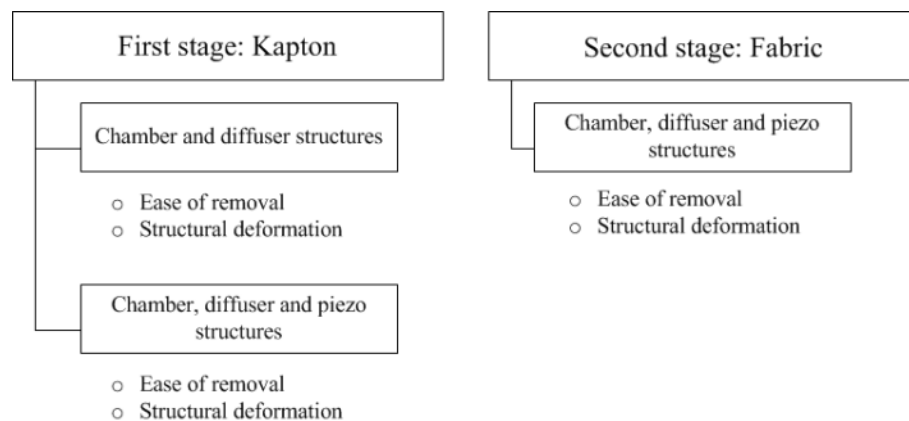 First stage: Kapton
Chamber and diffuser structures
o Ease of removal
o Structural deformation
Chamber, diffuser and piezo
structures
o Ease of removal
o Structural deformation
Second stage: Fabric
Chamber, diffuser and piezo
structures
o Ease of removal
o Structural deformation